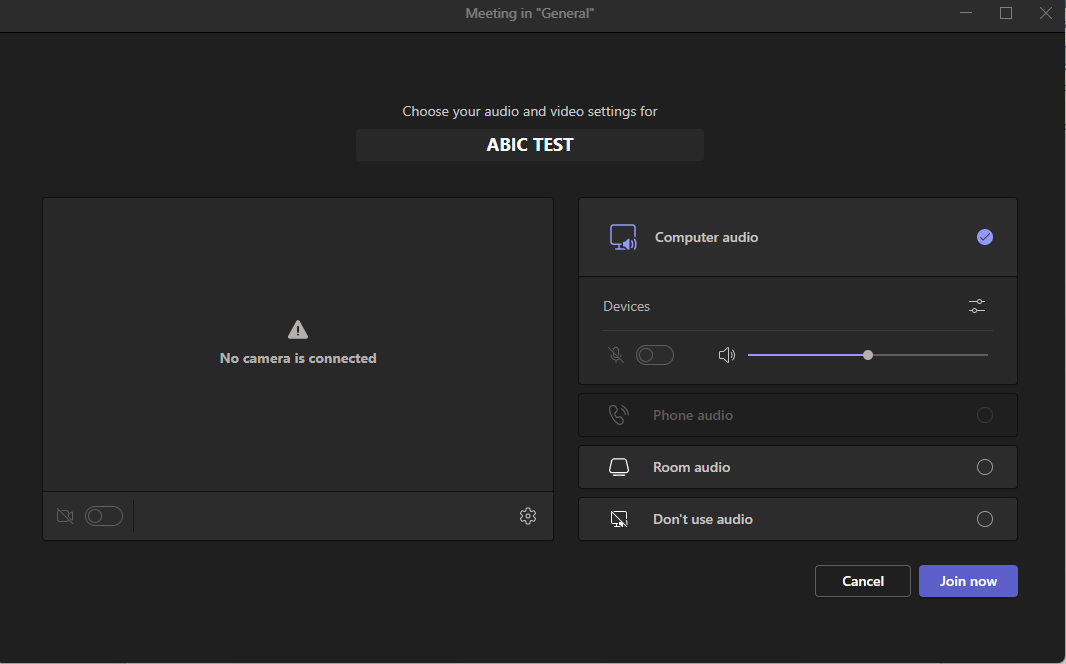 Meeting in "General"
Choose your audio and video settings for
ABIC TEST
No camera is connected
Computer audio
Devices
Phone audio
Room audio
Don't use audio
Cancel
Join now